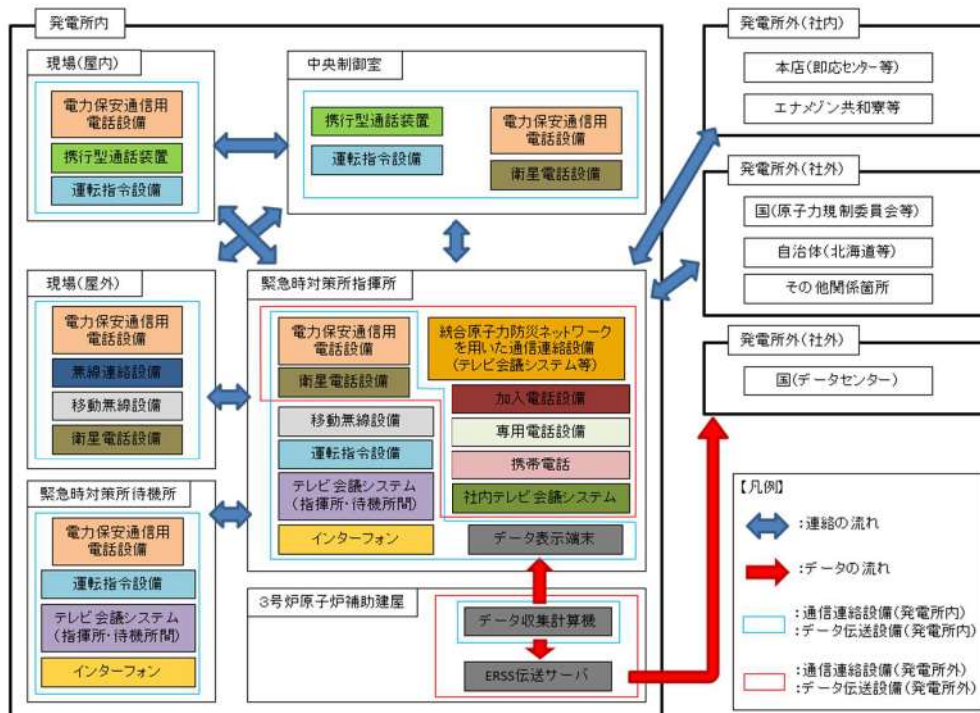 発電所内
現場(屋内)
電力保安通信用
電話設備
携行型通話装置
運転指令設備
中央制御室
携行型通話装置
運転指令設備
電力保安通信用
電話設備
衛星電話設備
現場(屋外)
電力保安通信用
電話設備
無線連絡設備
移動無線設備
衛星電話設備
緊急時対策所指揮所
電力保安通信用
電話設備
衛星電話設備
移動無線設備
運転指令設備
テレビ会議システム
(指揮所・待機所間)
インターフォン
統合原子力防災ネットワーク
を用いた通信連絡設備
(テレビ会議システム等)
加入電話設備
専用電話設備
携帯電話
社内テレビ会議システム
データ表示端末
緊急時対策所待機所
電力保安通信用
電話設備
運転指令設備
テレビ会議システム
(指揮所・待機所間)
インターフォン
3号炉原子炉補助建屋
データ収集計算機
ERSS伝送サーバ
発電所外(社内)
本店(即応センター等)
エナメゾン共和寮等
発電所外(社外)
国(原子力規制委員会等)
自治体(北海道等)
その他関係箇所
発電所外(社外)
国(データセンター)
【凡例】
:連絡の流れ
:データの流れ
:通信連絡設備(発電所内)
:データ伝送設備(発電所内)
:通信連絡設備(発電所外)
:データ伝送設備(発電所外)